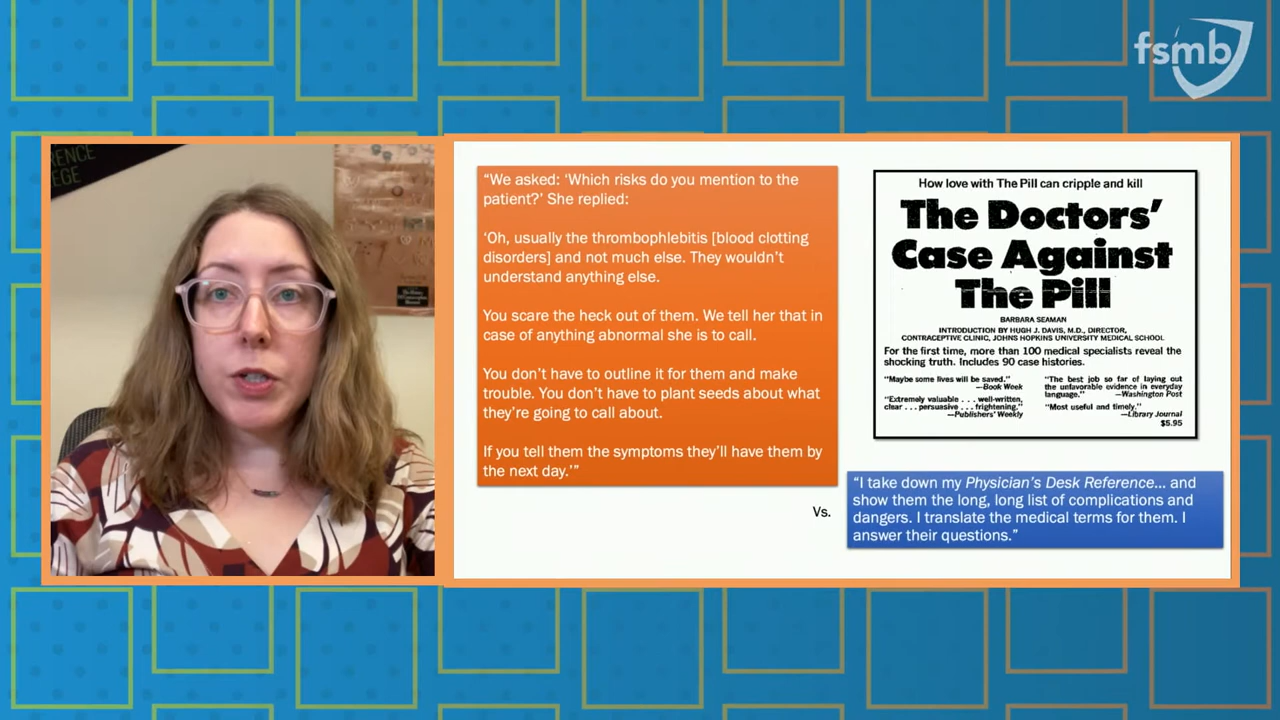 fsmb
RENCE
EGE
“We asked: ‘Which risks do you mention to the
patient?’ She replied:
‘Oh, usually the thrombophlebitis [blood clotting
disorders] and not much else. They wouldn’t
understand anything else.
You scare the heck out of them. We tell her that in
case of anything abnormal she is to call.
You don’t have to outline it for them and make
trouble. You don’t have to plant seeds about what
they’re going to call about.
If you tell them the symptoms they’ll have them by
the next day.’”
Vs.
How love with The Pill can cripple and kill
The Doctors’
Case Against
The Pill
BARBARA SEAMAN
INTRODUCTION BY HUGH J. DAVIS, M.D., DIRECTOR,
CONTRACEPTIVE CLINIC, JOHNS HOPKINS UNIVERSITY MEDICAL SCHOOL
For the first time, more than 100 medical specialists reveal the
shocking truth. Includes 90 case histories.
“Maybe some lives will be saved.”
—Book Week
“Extremely valuable . . . well-written,
clear . . . persuasive . . . frightening.”
—Publishers’ Weekly
“The best job so far of laying out
the unfavorable evidence in everyday
language.” —Washington Post
“Most useful and timely.”
—Library Journal
$5.95
“I take down my Physician’s Desk Reference... and
show them the long, long list of complications and
dangers. I translate the medical terms for them. I
answer their questions.”